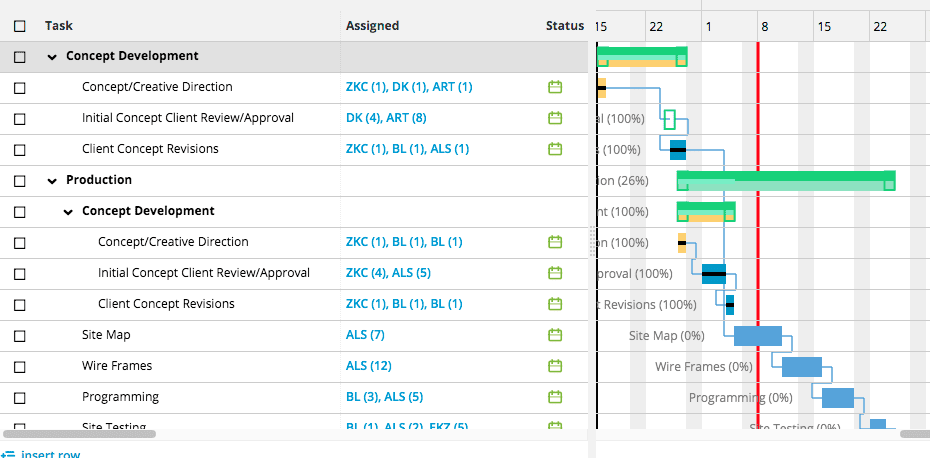 Task Assigned Status 15 22 1 8 15 22
Concept Development
Concept/Creative Direction ZKC (1), DK (1), ART (1)
Initial Concept Client Review/Approval DK (4), ART (8) (100%)
Client Concept Revisions ZKC (1), BL (1), ALS (1) (100%)
Production ion (26%)
Concept Development nt (100%)
Concept/Creative Direction ZKC (1), BL (1), BL (1) on (100%)
Initial Concept Client Review/Approval ZKC (4), ALS (5) proval (100%)
Client Concept Revisions ZKC (1), BL (1), BL (1) t Revisions (100%)
Site Map ALS (7) Site Map (0%)
Wire Frames ALS (12) Wire Frames (0%)
Programming BL (3), ALS (5) Programming (0%)
Site Testing BL (1), ALS (2), FKZ (5) Site Testing (0%)
insert row